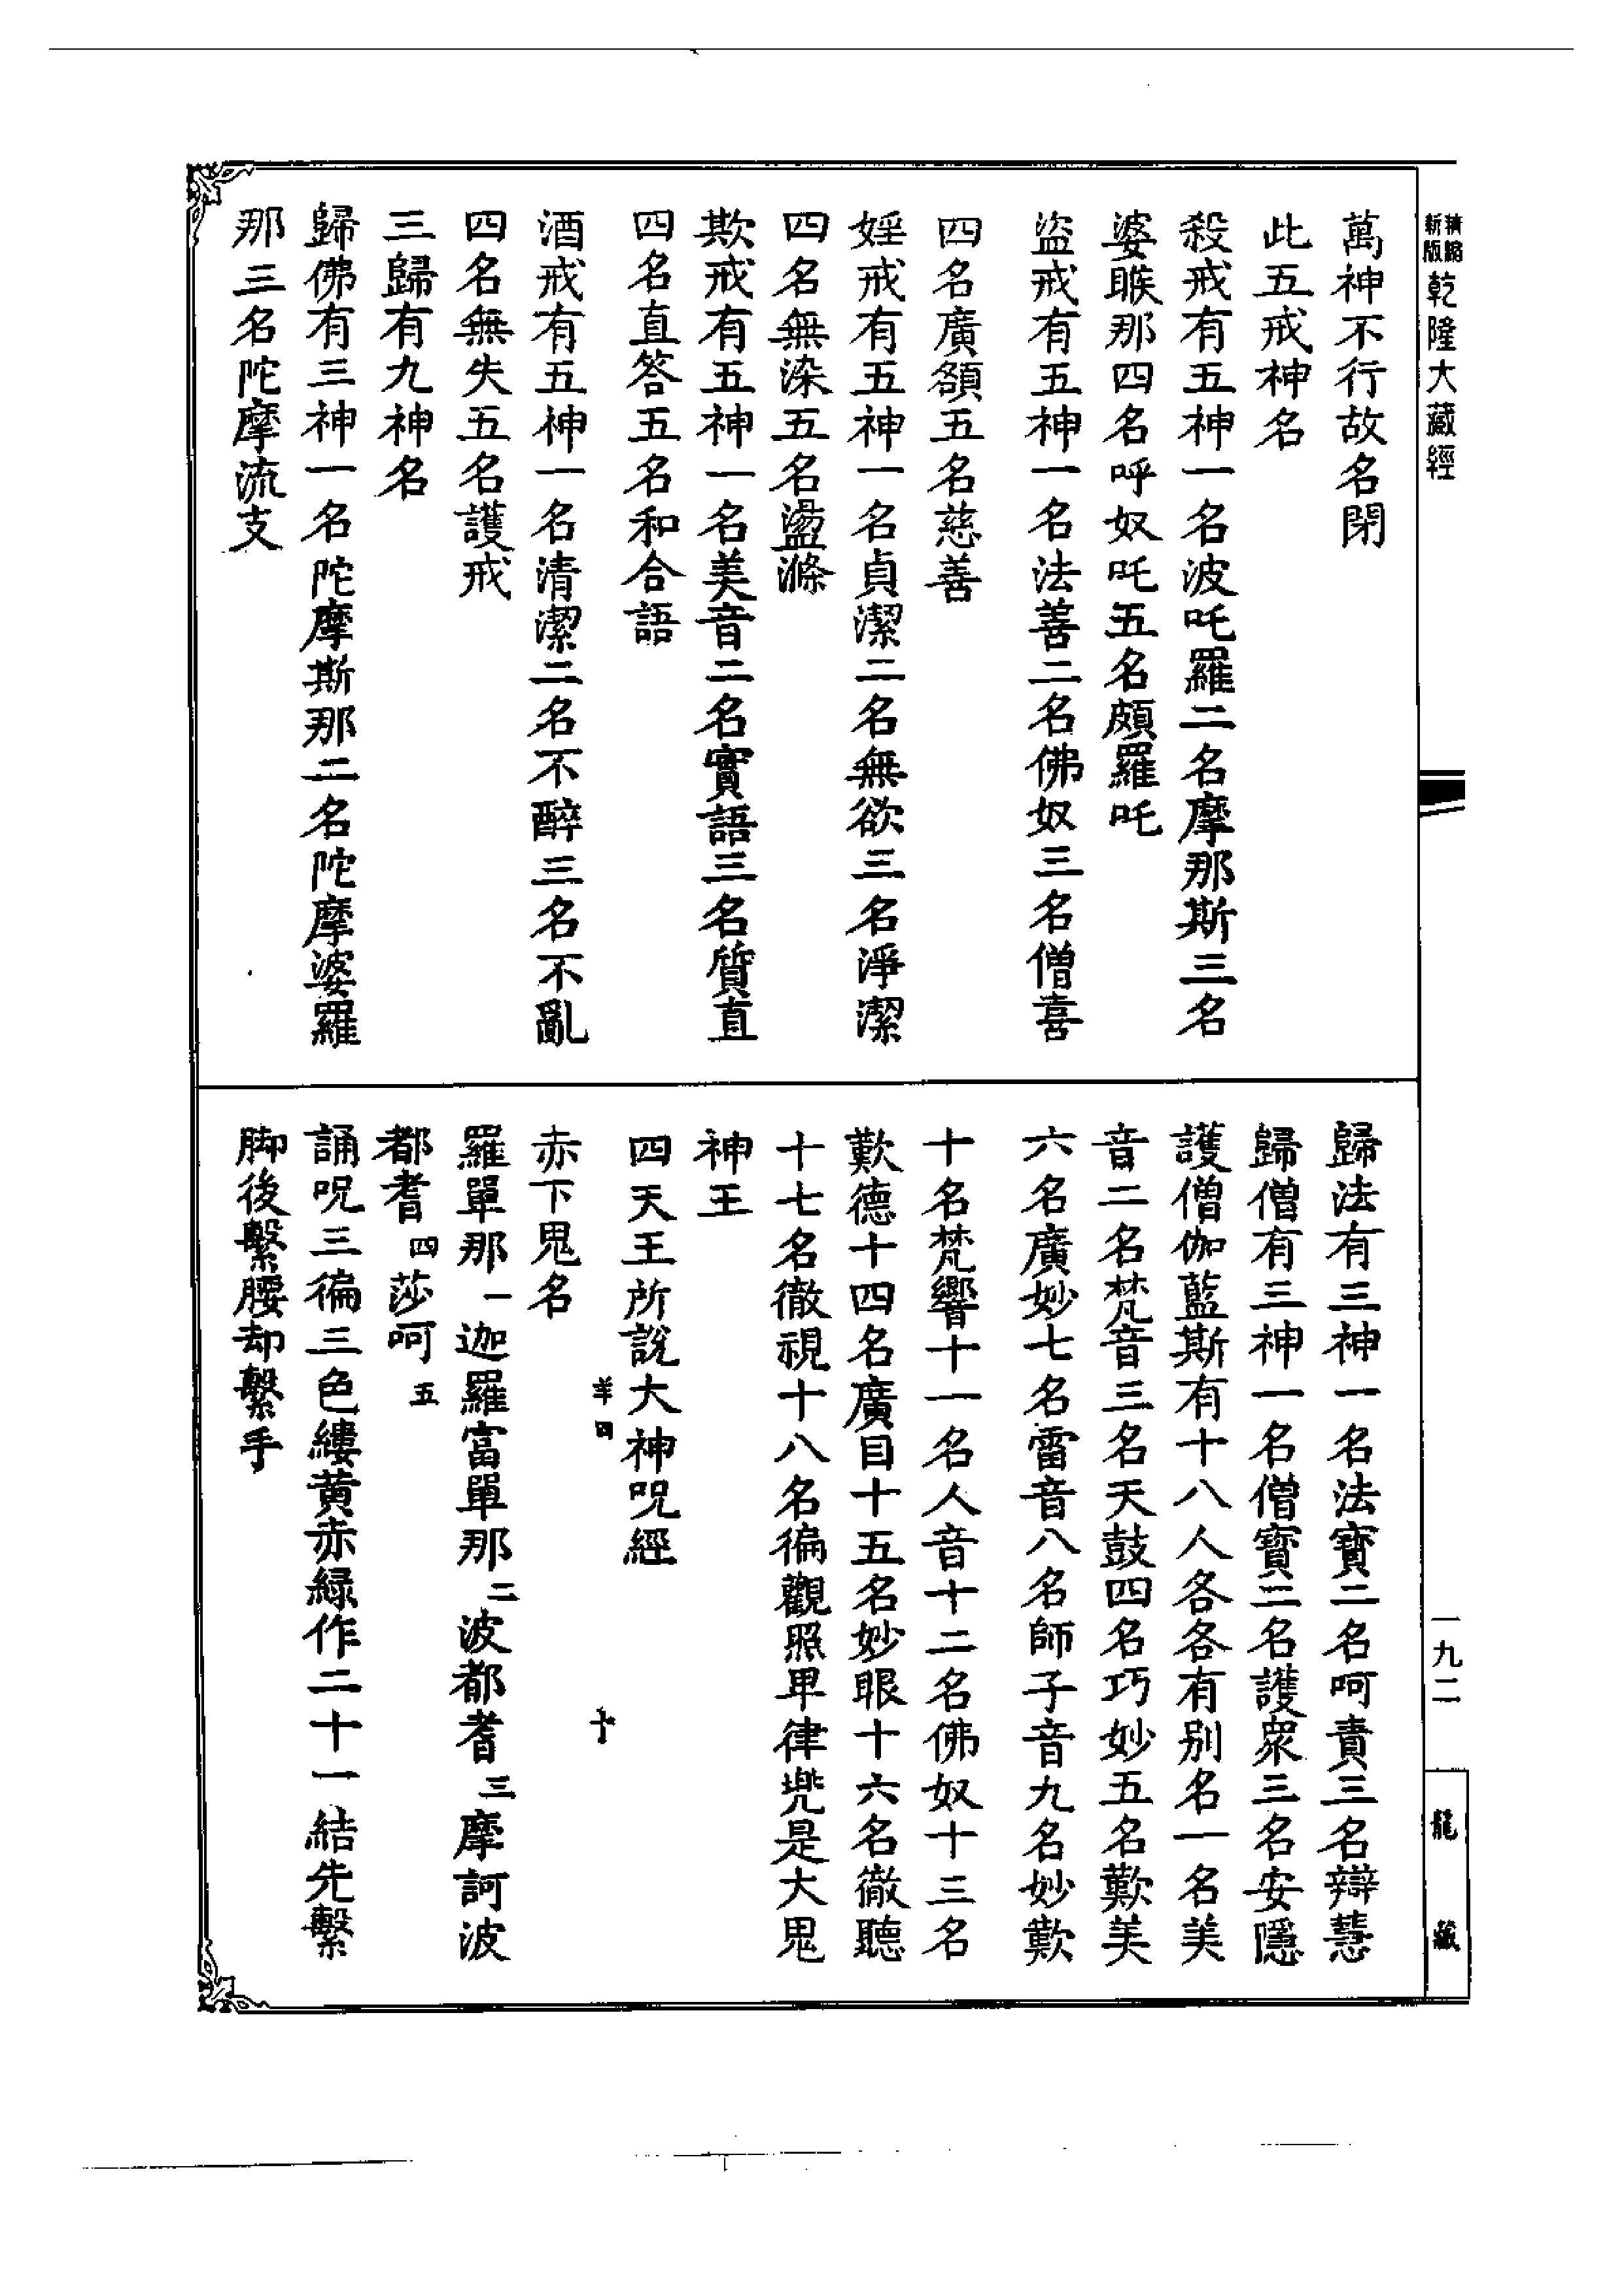 精縮新版乾隆大藏經
萬神不行故名閉
此五戒神名
殺戒有五神一名波吒羅二名摩那斯三名
婆睺那四名呼奴吒五名頗羅吒
盜戒有五神一名法善二名佛奴三名僧喜
四名廣頟五名慈善
婬戒有五神一名貞潔二名無欲三名淨潔
四名無染五名盪滌
欺戒有五神一名美音二名實語三名質直
四名直答五名和合語
酒戒有五神一名清潔二名不醉三名不亂
四名無失五名護戒
三歸有九神名
歸佛有三神一名陀摩斯那二名陀摩婆羅
那三名陀摩流支
歸法有三神一名法寶二名呵責三名辯慧
歸僧有三神一名僧寶二名護眾三名安隱
護僧伽藍斯有十八人各各有別名一名美
音二名梵音三名天鼓四名巧妙五名歎美
六名廣妙七名雷音八名師子音九名妙歎
十名梵響十一名人音十二名佛奴十三名
歎德十四名廣目十五名妙眼十六名徹聽
十七名徹視十八名徧觀照畢律兜是大鬼
神王
四天王所說大神呪經
羊四 十
赤下鬼名
羅單那一迦羅富單那二波都耆三摩訶波
都耆四莎呵五
誦呪三徧三色縷黃赤綠作二十一結先繫
脚後繫腰却繫手
一九二
龍藏